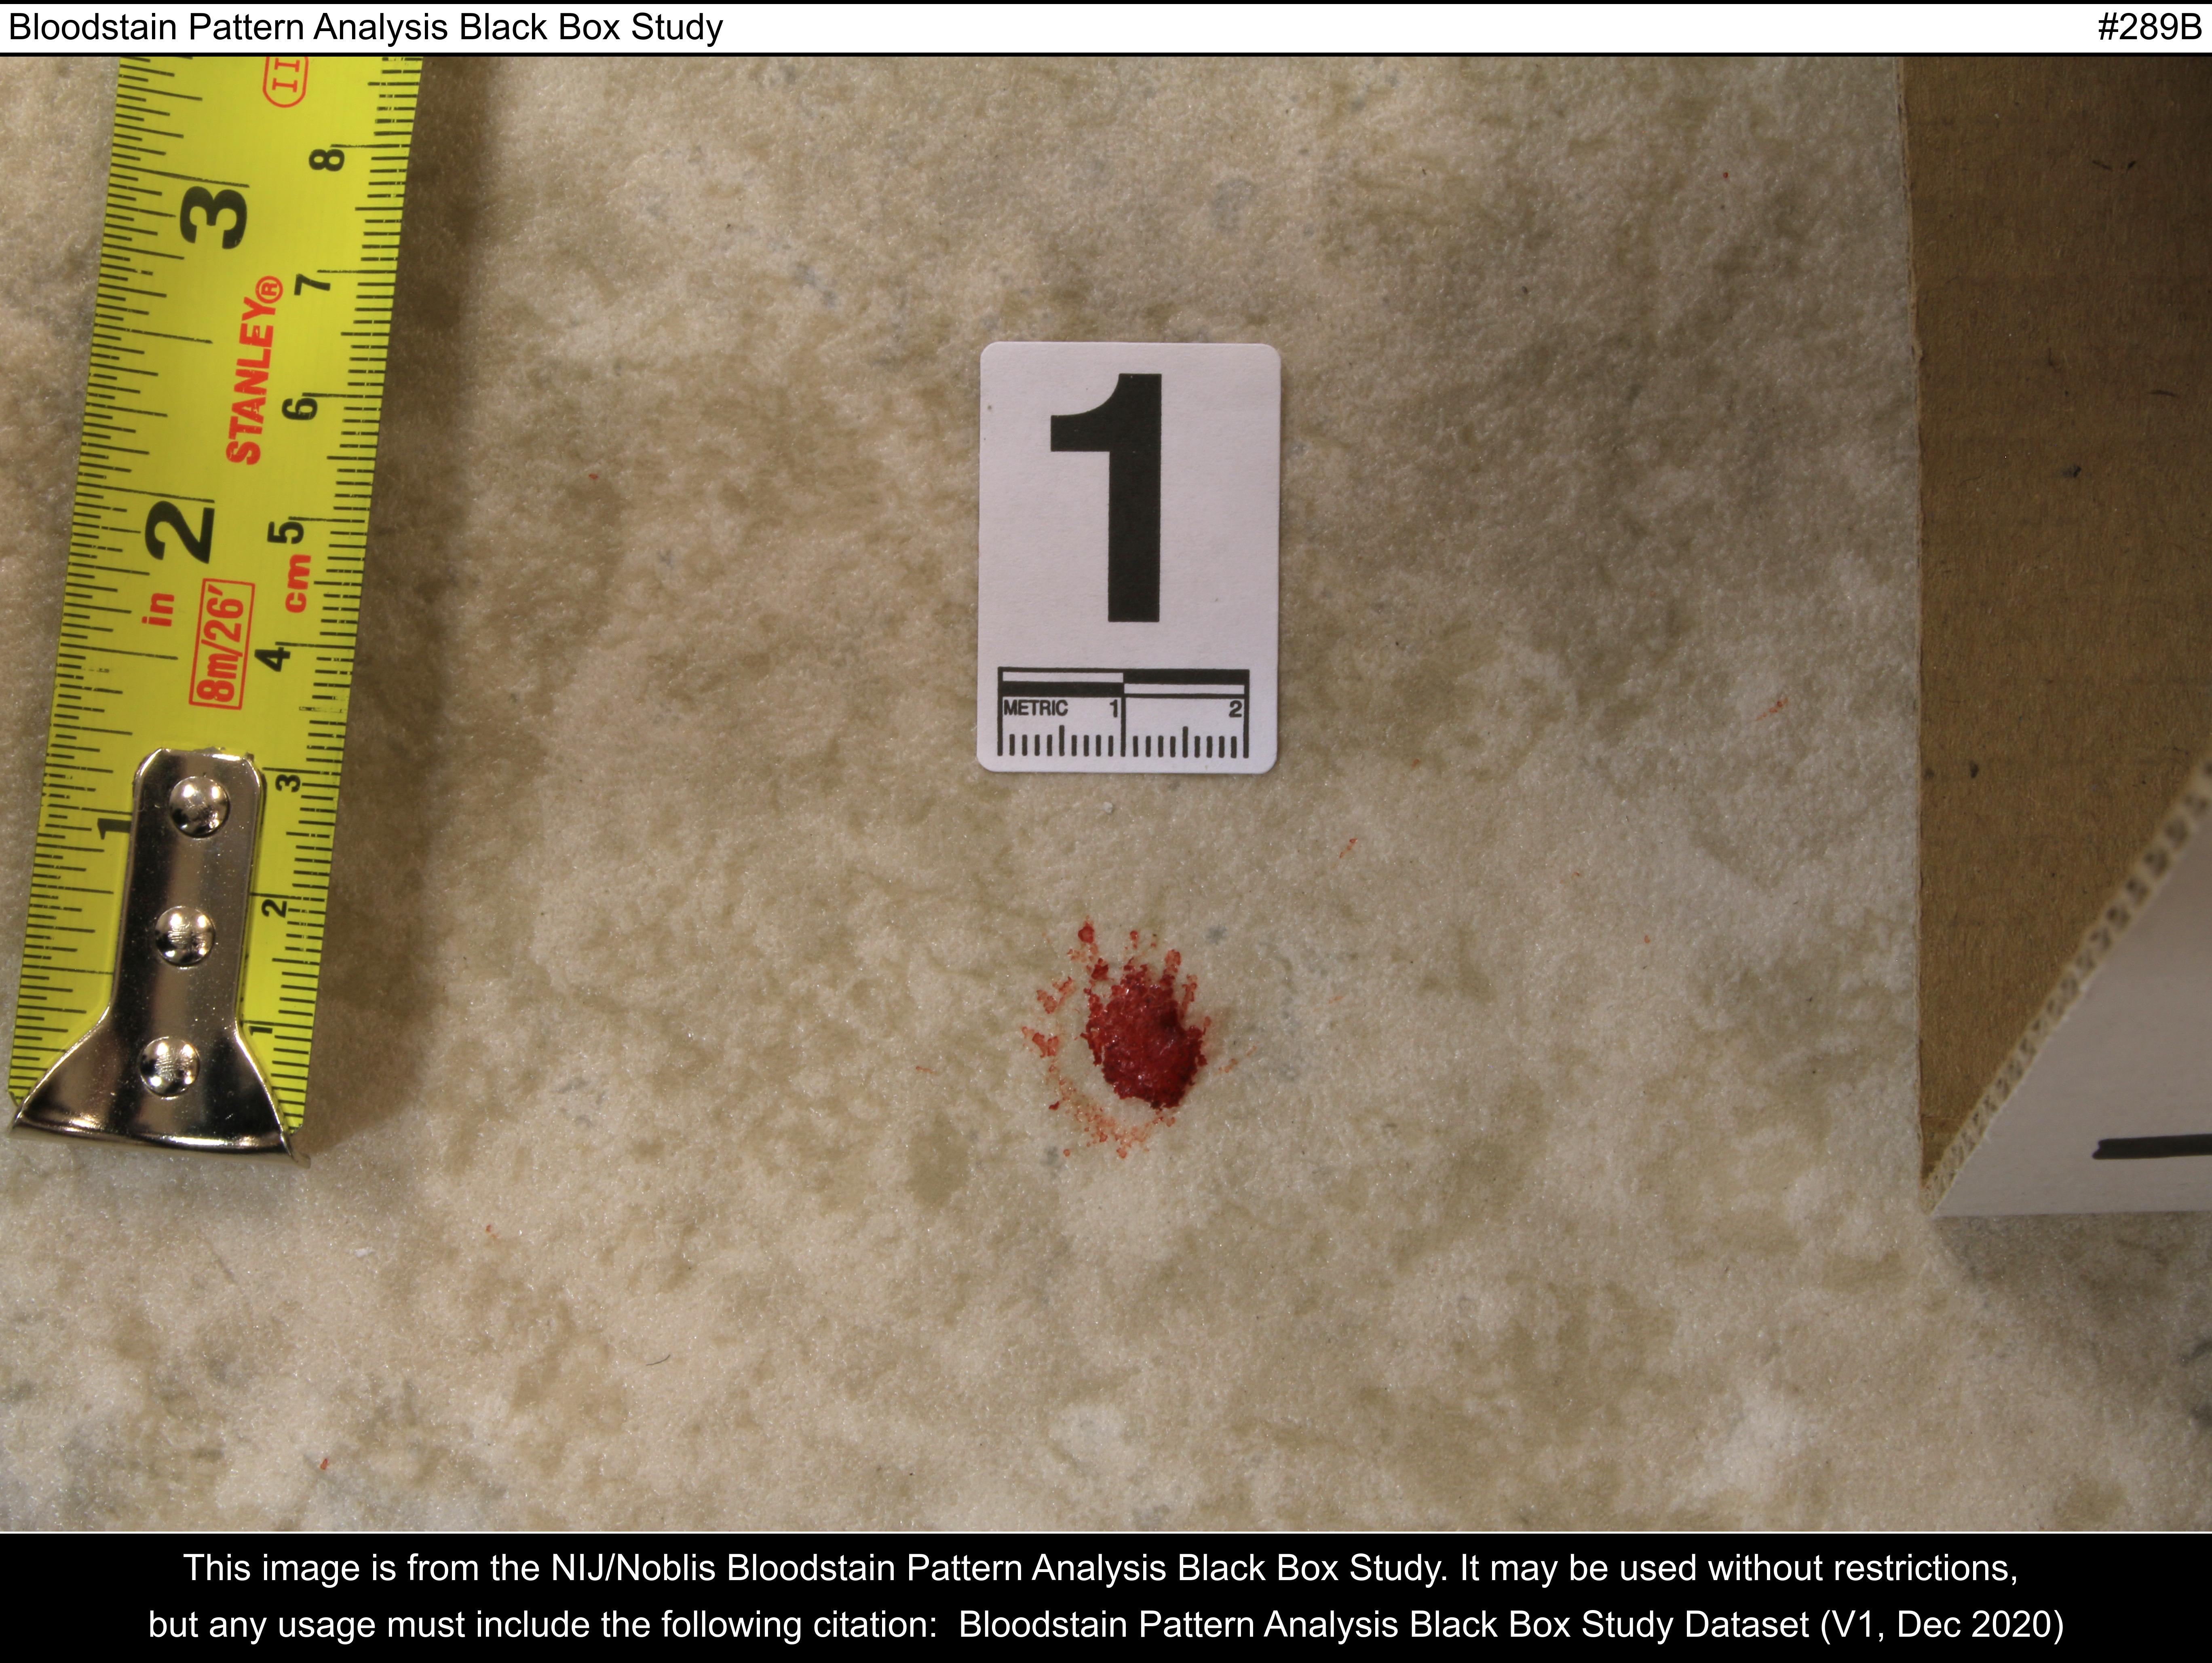 Bloodstain Pattern Analysis Black Box Study #289B
II
8
3
7
STANLEY®
6
2
5
in
8m/26'
cm
4
3
1
2
1
1
METRIC 1 2
This image is from the NIJ/Noblis Bloodstain Pattern Analysis Black Box Study. It may be used without restrictions,
but any usage must include the following citation: Bloodstain Pattern Analysis Black Box Study Dataset (V1, Dec 2020)